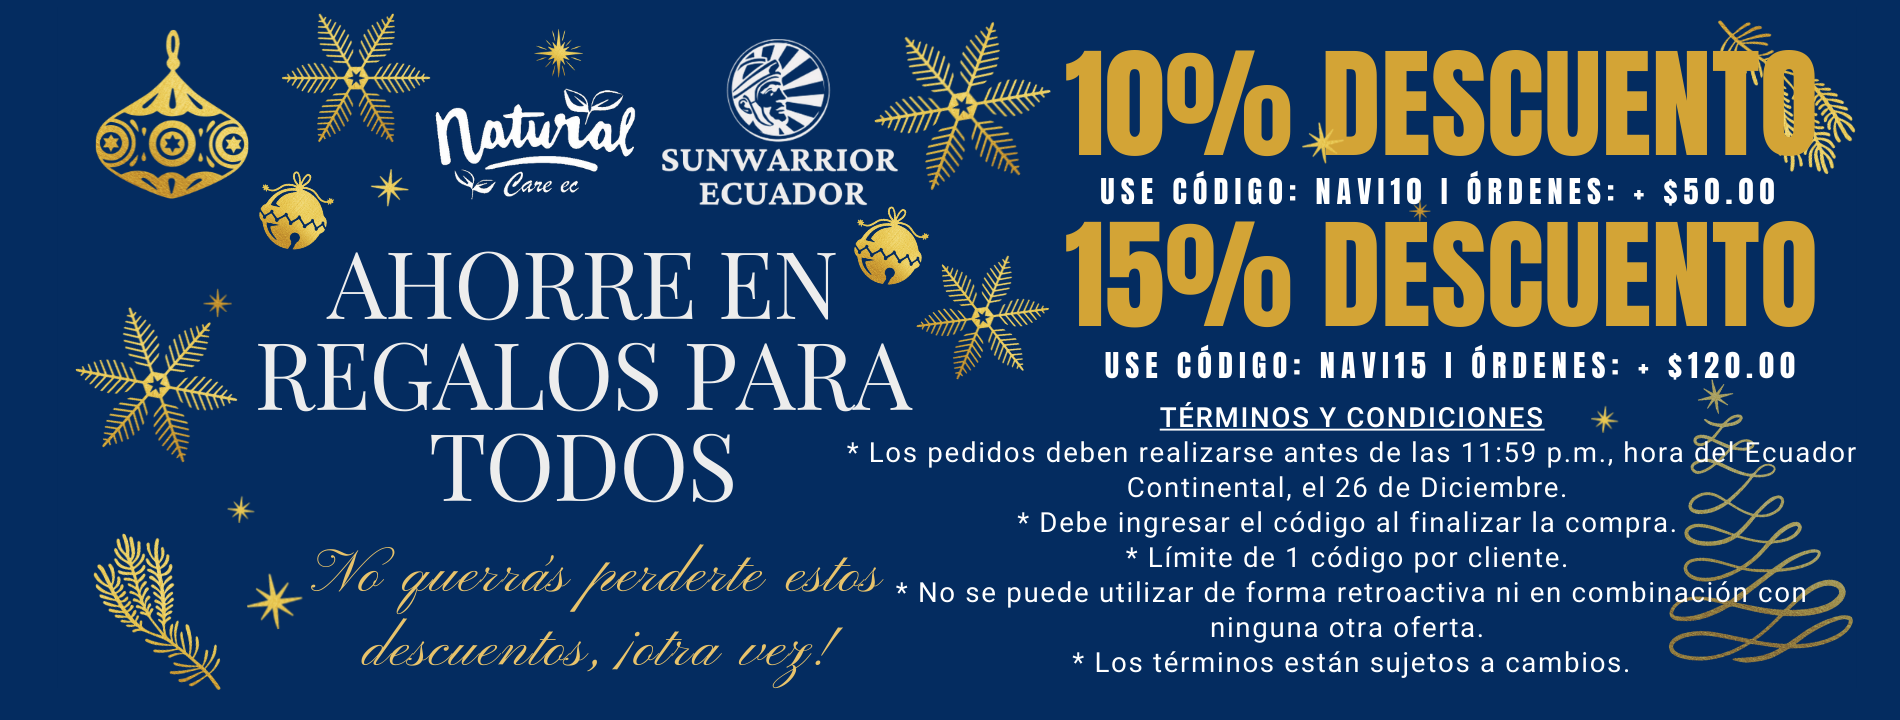 Natural
Care ec
SUNWARRIOR
ECUADOR
AHORRE EN
REGALOS PARA
TODOS
No querrás perderte estos
descuentos, ¡otra vez!
10% DESCUENTO
USE CÓDIGO: NAVI10 I ÓRDENES: + $50.00
15% DESCUENTO
USE CÓDIGO: NAVI15 I ÓRDENES: + $120.00
TÉRMINOS Y CONDICIONES
* Los pedidos deben realizarse antes de las 11:59 p.m., hora del Ecuador
Continental, el 26 de Diciembre.
* Debe ingresar el código al finalizar la compra.
* Límite de 1 código por cliente.
* No se puede utilizar de forma retroactiva ni en combinación con
ninguna otra oferta.
* Los términos están sujetos a cambios.